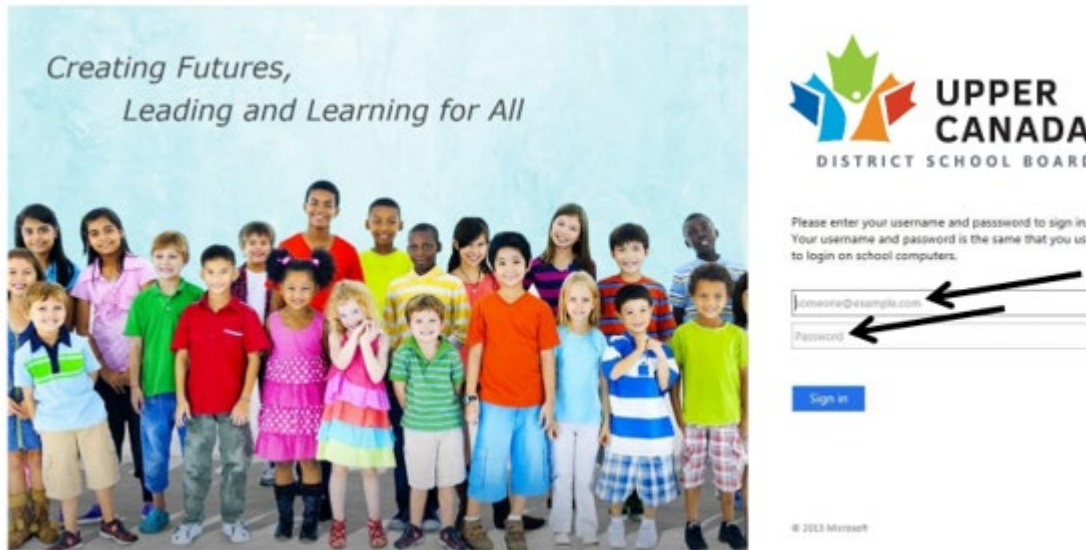 Creating Futures,
Leading and Learning for All
UPPER
CANADA
DISTRICT SCHOOL BOARD
Please enter your username and passsword to sign in
Your username and password is the same that you us
to login on school computers.
someone@example.com
Password
Sign in
© 2013 Microsoft